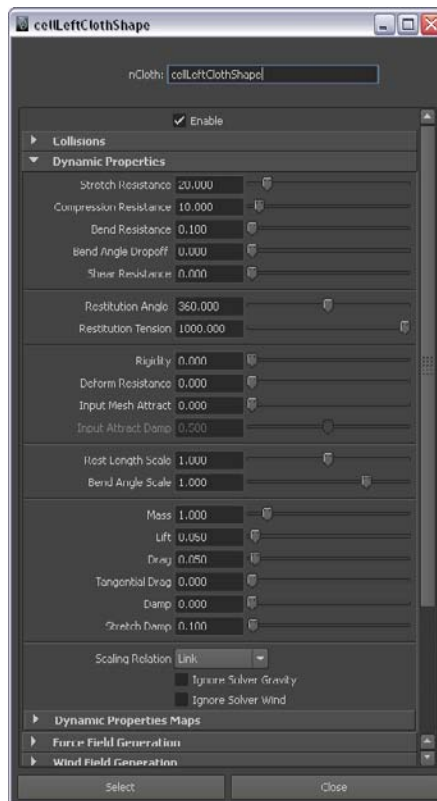 cellLeftClothShape
nCloth: cellLeftClothShape
Enable
Collisions
Dynamic Properties
Stretch Resistance 20.000
Compression Resistance 10.000
Bend Resistance 0.100
Bend Angle Dropoff 0.000
Shear Resistance 0.000
Restitution Angle 360.000
Restitution Tension 1000.000
Rigidity 0.000
Deform Resistance 0.000
Input Mesh Attract 0.000
Input Attract Damp 0.500
Rest Length Scale 1.000
Bend Angle Scale 1.000
Mass 1.000
Lift 0.050
Drag 0.050
Tangential Drag 0.000
Damp 0.000
Stretch Damp 0.100
Scaling Relation Link
Ignore Solver Gravity
Ignore Solver Wind
Dynamic Properties Maps
Force Field Generation
Wind Field Generation
Select Close